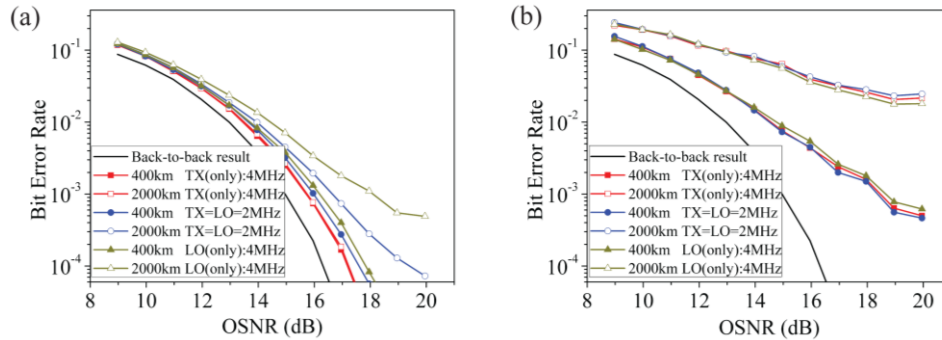 (a)
Bit Error Rate
10⁻¹
10⁻²
10⁻³
10⁻⁴
Back-to-back result
400km TX(only):4MHz
2000km TX(only):4MHz
400km TX=LO=2MHz
2000km TX=LO=2MHz
400km LO(only):4MHz
2000km LO(only):4MHz
8 10 12 14 16 18 20
OSNR (dB)
(b)
Bit Error Rate
10⁻¹
10⁻²
10⁻³
10⁻⁴
Back-to-back result
400km TX(only):4MHz
2000km TX(only):4MHz
400km TX=LO=2MHz
2000km TX=LO=2MHz
400km LO(only):4MHz
2000km LO(only):4MHz
8 10 12 14 16 18 20
OSNR (dB)